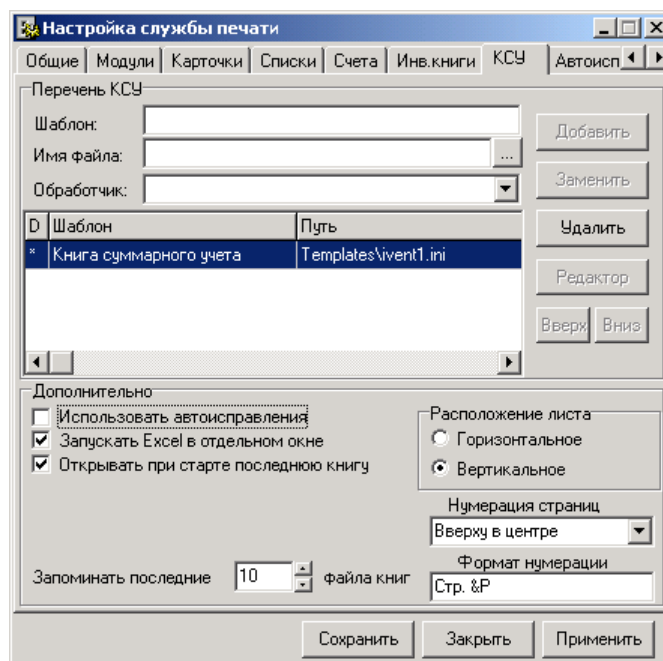 Настройка службы печати
Общие Модули Карточки Списки Счета Инв.книги КСУ Автоисп
Перечень КСУ
Шаблон:
Добавить
Имя файла: ...
Заменить
Обработчик:
D Шаблон Путь
Удалить
* Книга суммарного учета Templates\ivent1.ini
Редактор
Вверх Вниз
Дополнительно
Использовать автоисправления
Запускать Excel в отдельном окне
Открывать при старте последнюю книгу
Расположение листа
Горизонтальное
Вертикальное
Нумерация страниц
Вверху в центре
Формат нумерации
Запоминать последние 10 файла книг
Стр. &P
Сохранить Закрыть Применить